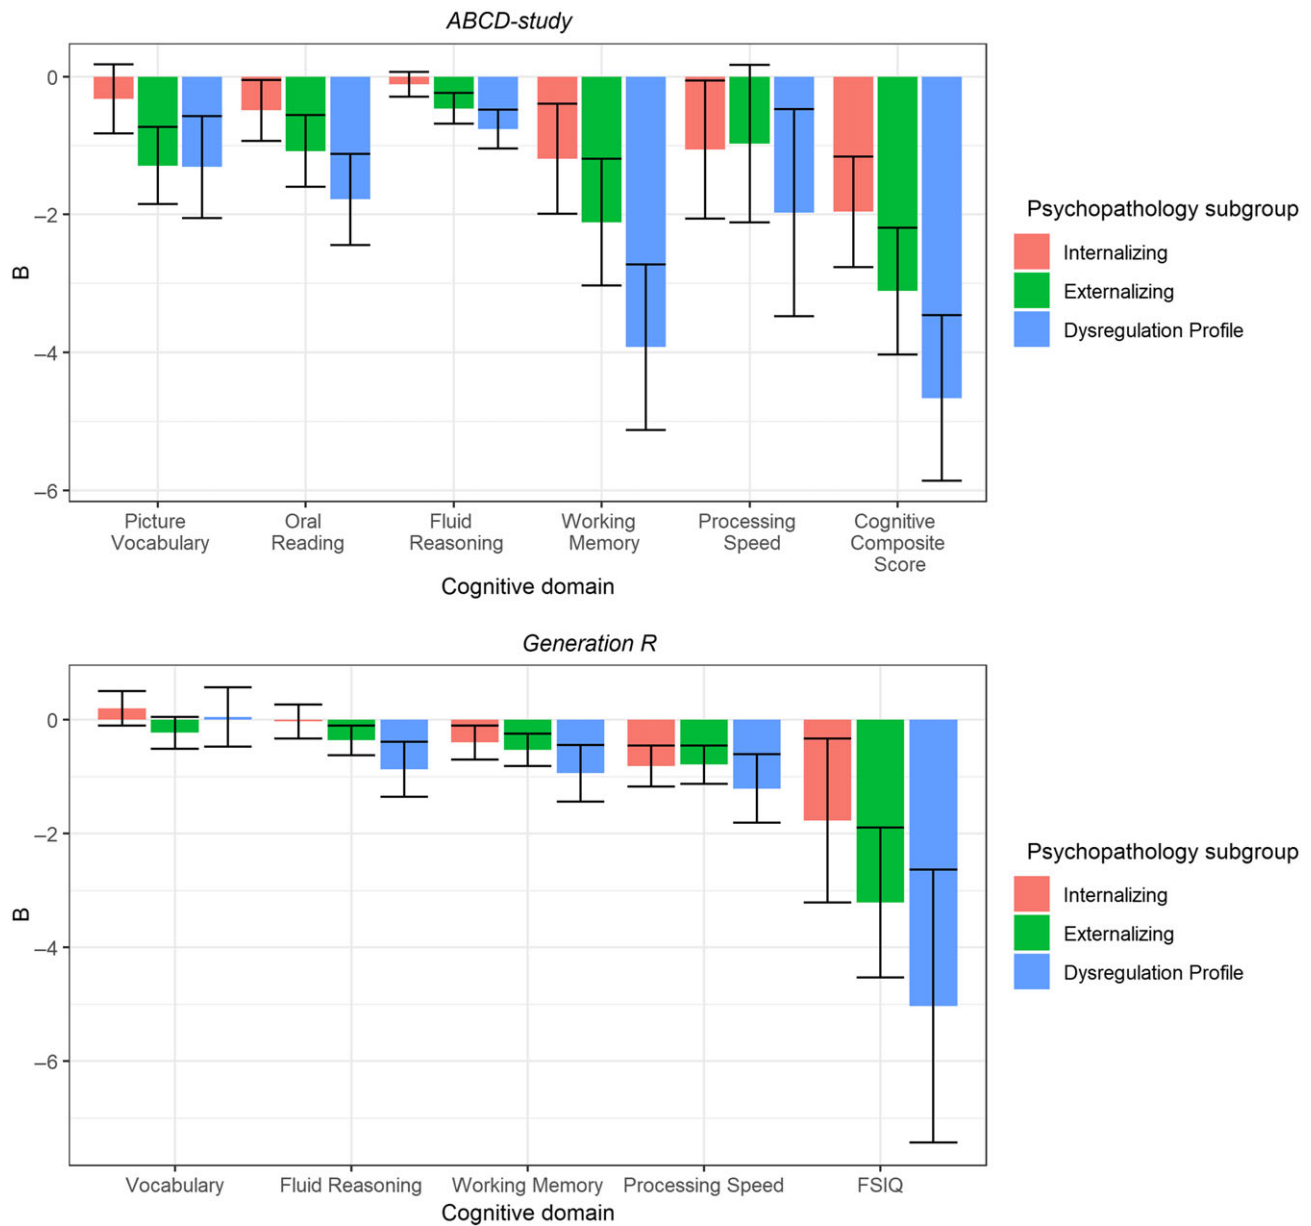 ABCD-study
0
–2
–4
–6
B
Picture
Vocabulary
Oral
Reading
Fluid
Reasoning
Working
Memory
Processing
Speed
Cognitive
Composite
Score
Cognitive domain
Psychopathology subgroup
Internalizing
Externalizing
Dysregulation Profile
Generation R
0
–2
–4
–6
B
Vocabulary
Fluid Reasoning
Working Memory
Processing Speed
FSIQ
Cognitive domain
Psychopathology subgroup
Internalizing
Externalizing
Dysregulation Profile